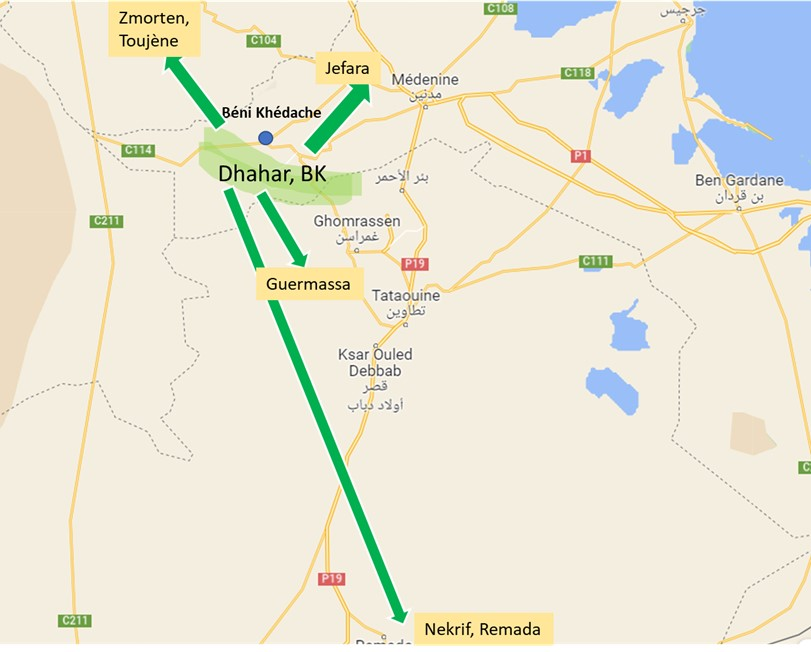 Zmorten,
Toujène
C108
جرجيس
C104
Jefara
Médenine
مدنين
C118
Béni Khédache
C114
P1
Dhahar, BK
بئر الأحمر
Ben Gardane
بن قردان
C211
Ghomrassen
غمراسن
P19
C111
Guermassa
Tataouine
تطاوين
Ksar Ouled
Debbab
قصر
أولاد دباب
P19
C211
Nekrif, Remada